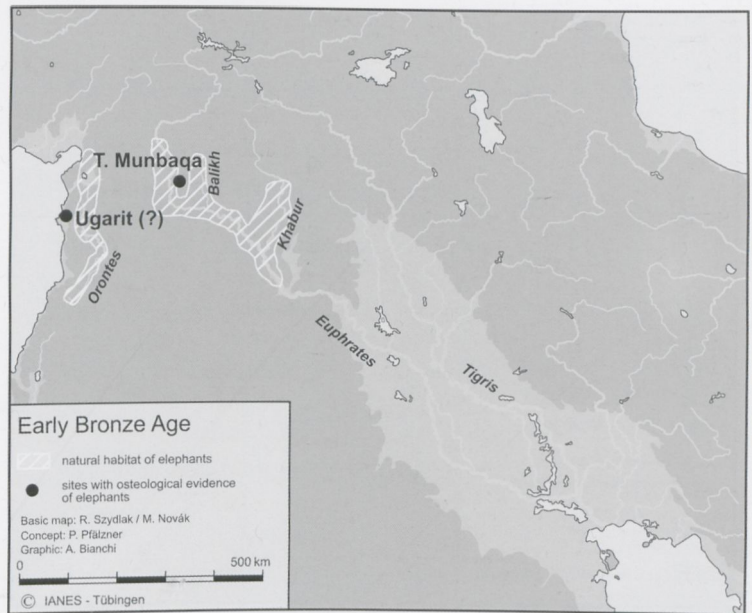 T. Munbaqa
Balikh
Ugarit (?)
Khabur
Orontes
Euphrates
Tigris
Early Bronze Age
natural habitat of elephants
sites with osteological evidence
of elephants
Basic map: R. Szydlak / M. Novák
Concept: P. Pfälzner
Graphic: A. Bianchi
0 500 km
© IANES - Tübingen